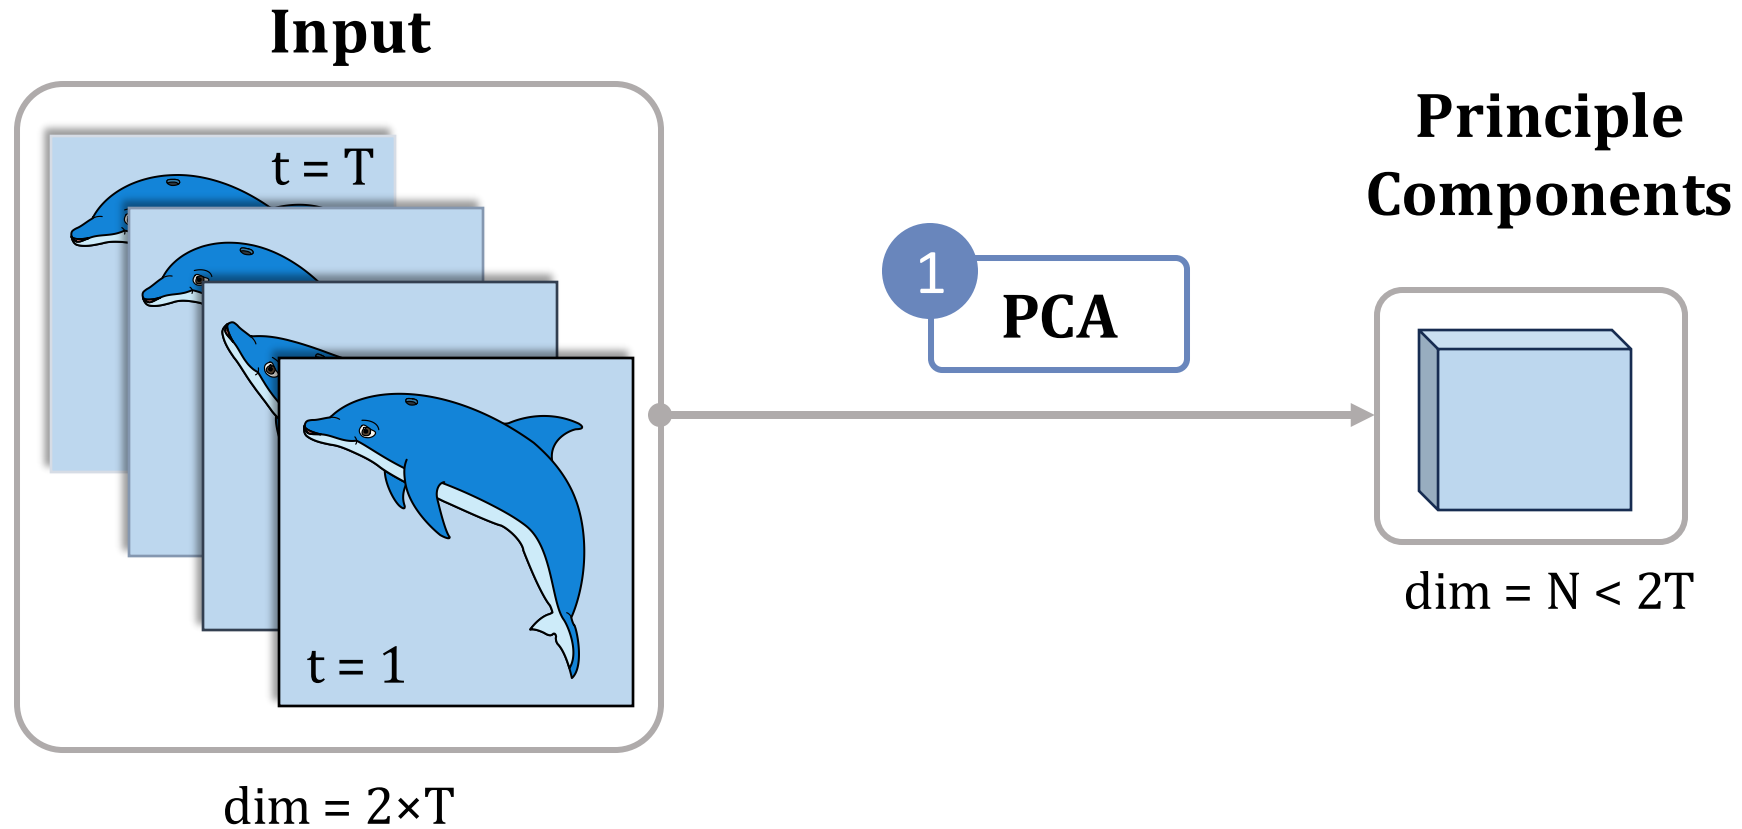 Input
t = T
t = 1
dim = 2×T
1
PCA
Principle
Components
dim = N < 2T